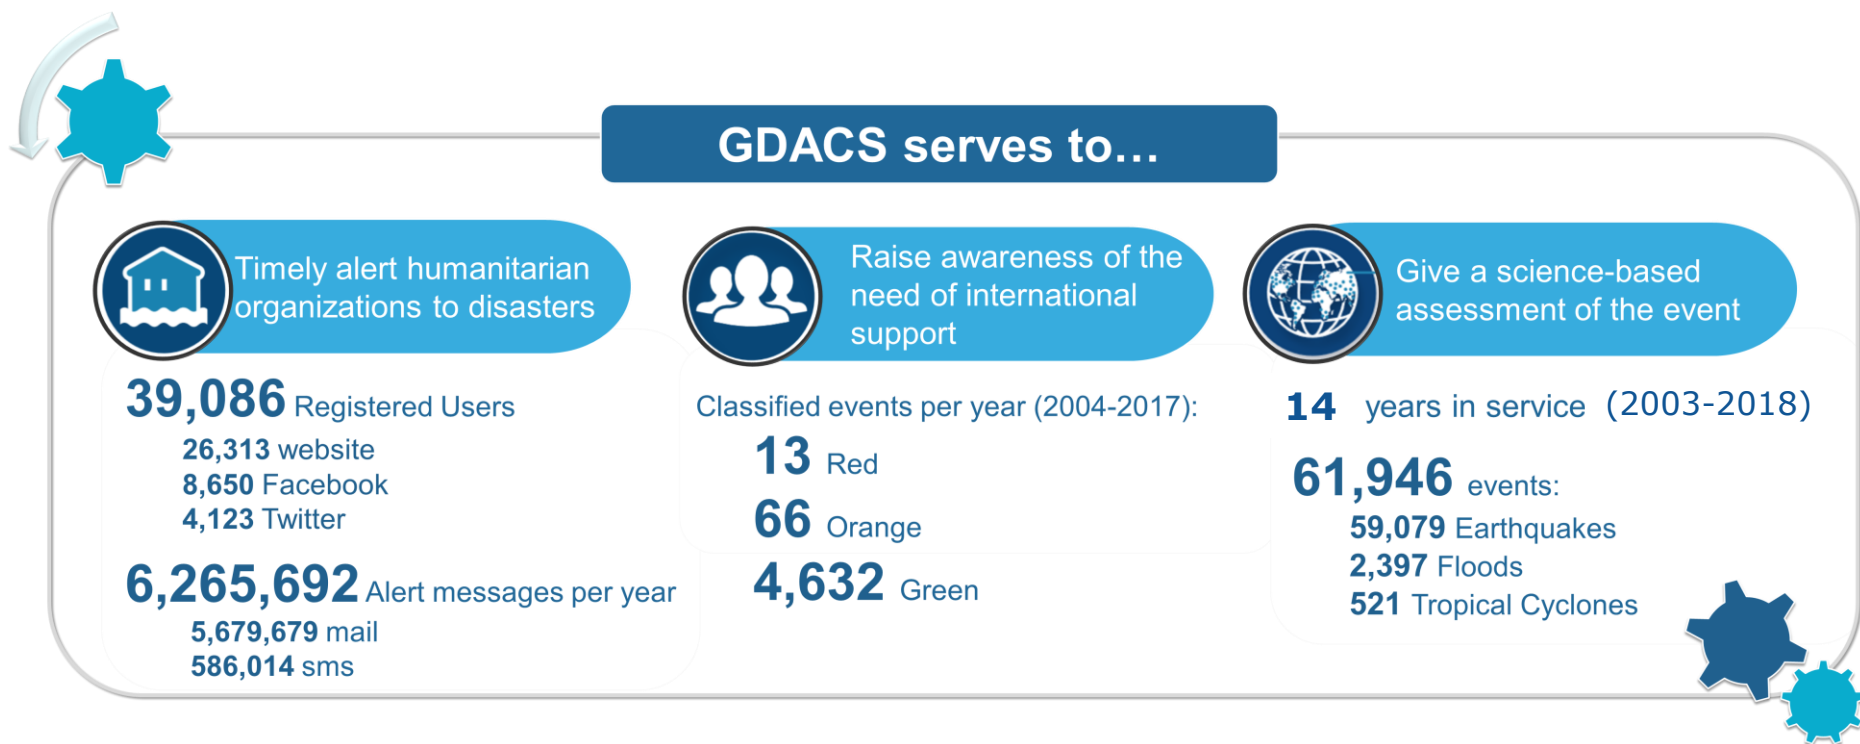 GDACS serves to...
Timely alert humanitarian
organizations to disasters
39,086 Registered Users
26,313 website
8,650 Facebook
4,123 Twitter
6,265,692 Alert messages per year
5,679,679 mail
586,014 sms
Raise awareness of the
need of international
support
Classified events per year (2004-2017):
13 Red
66 Orange
4,632 Green
Give a science-based
assessment of the event
14 years in service (2003-2018)
61,946 events:
59,079 Earthquakes
2,397 Floods
521 Tropical Cyclones